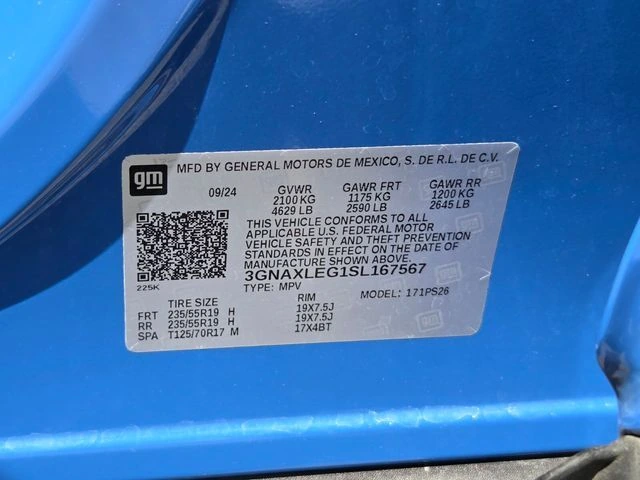 gm
MFD BY GENERAL MOTORS DE MEXICO, S. DE R.L. DE C.V.
09/24 GVWR GAWR FRT GAWR RR
2100 KG 1175 KG 1200 KG
4629 LB 2590 LB 2645 LB
THIS VEHICLE CONFORMS TO ALL
APPLICABLE U.S. FEDERAL MOTOR
VEHICLE SAFETY AND THEFT PREVENTION
STANDARDS IN EFFECT ON THE DATE OF
MANUFACTURE SHOWN ABOVE.
3GNAXLEG1SL167567
225K TYPE: MPV MODEL: 171PS26
TIRE SIZE RIM
FRT 235/55R19 H 19X7.5J
RR 235/55R19 H 19X7.5J
SPA T125/70R17 M 17X4BT